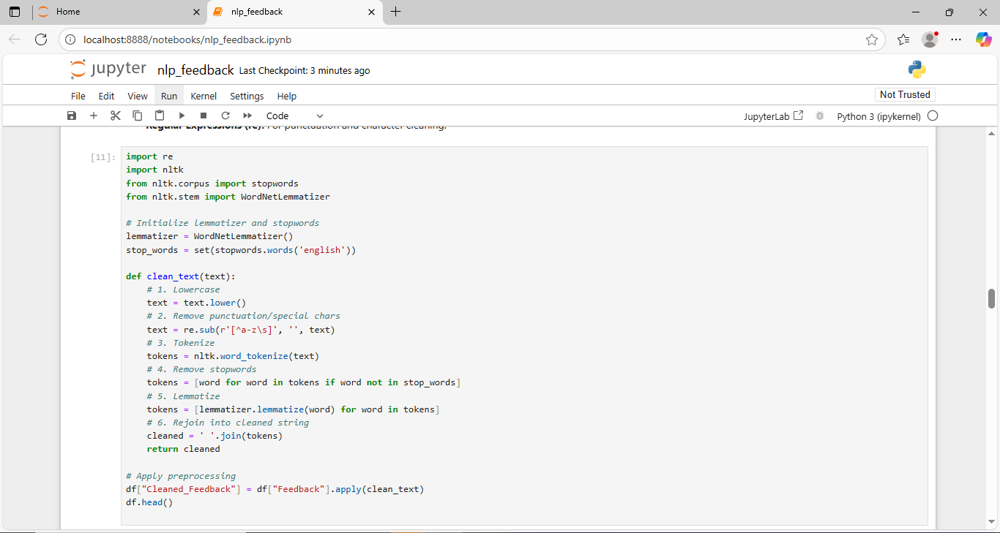 Home
nlp_feedback
localhost:8888/notebooks/nlp_feedback.ipynb
jupyter nlp_feedback Last Checkpoint: 3 minutes ago
File Edit View Run Kernel Settings Help
Not Trusted
Code
JupyterLab
Python 3 (ipykernel)
Regular Expressions (re): For punctuation and character cleaning.
[11]:
import re
import nltk
from nltk.corpus import stopwords
from nltk.stem import WordNetLemmatizer
# Initialize lemmatizer and stopwords
lemmatizer = WordNetLemmatizer()
stop_words = set(stopwords.words('english'))
def clean_text(text):
    # 1. Lowercase
    text = text.lower()
    # 2. Remove punctuation/special chars
    text = re.sub(r'[^a-z\s]', '', text)
    # 3. Tokenize
    tokens = nltk.word_tokenize(text)
    # 4. Remove stopwords
    tokens = [word for word in tokens if word not in stop_words]
    # 5. Lemmatize
    tokens = [lemmatizer.lemmatize(word) for word in tokens]
    # 6. Rejoin into cleaned string
    cleaned = ' '.join(tokens)
    return cleaned
# Apply preprocessing
df["Cleaned_Feedback"] = df["Feedback"].apply(clean_text)
df.head()